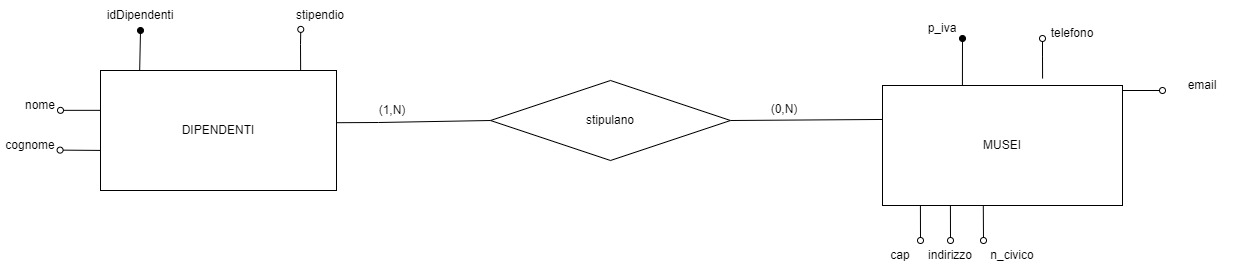 idDipendenti
stipendio
nome
cognome
DIPENDENTI
(1,N)
stipulano
(0,N)
p_iva
telefono
email
MUSEI
cap
indirizzo
n_civico